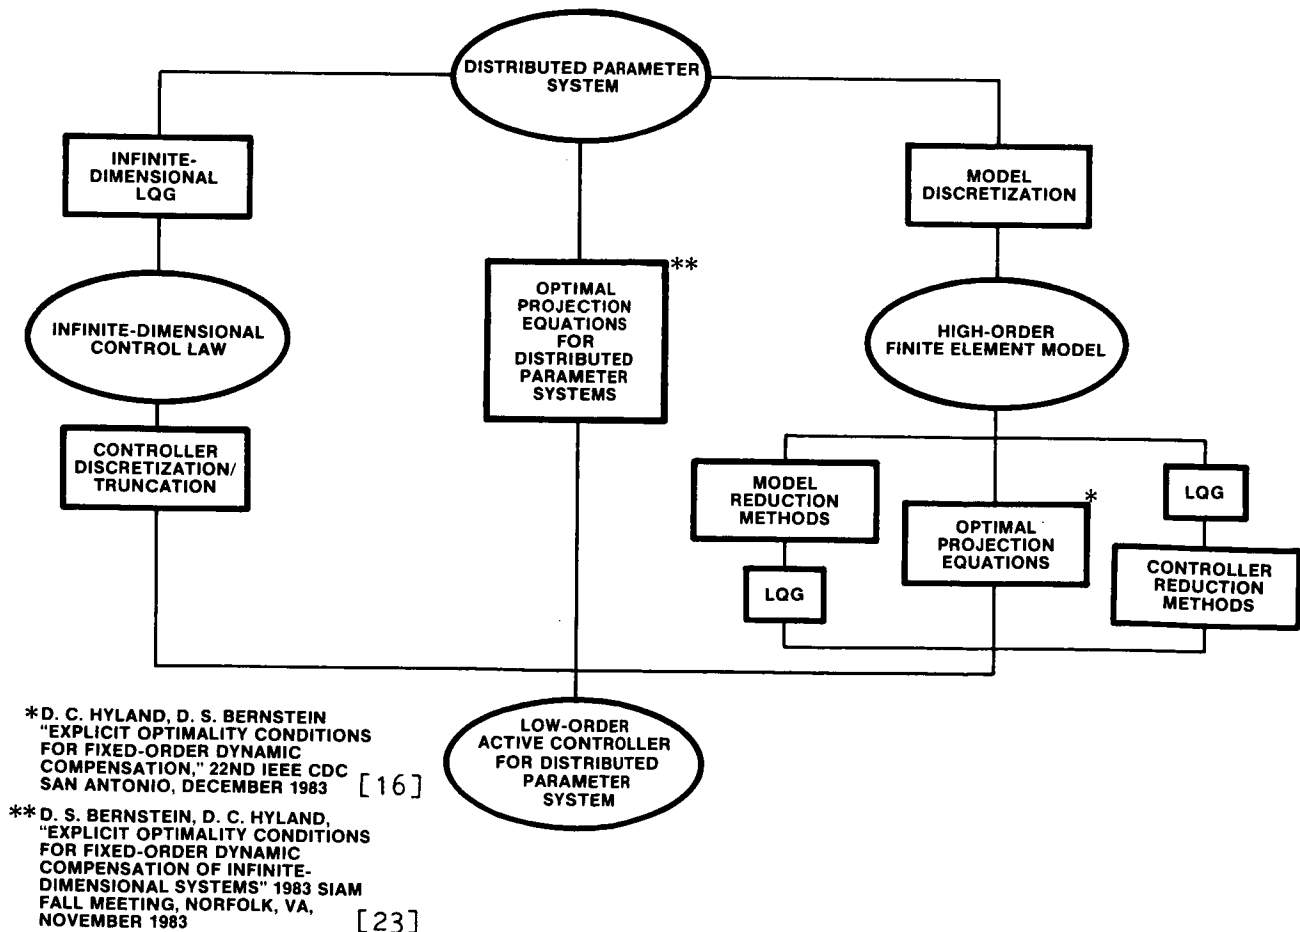 DISTRIBUTED PARAMETER
SYSTEM
INFINITE-
DIMENSIONAL
LQG
MODEL
DISCRETIZATION
**
OPTIMAL
PROJECTION
EQUATIONS
FOR
DISTRIBUTED
PARAMETER
SYSTEMS
INFINITE-DIMENSIONAL
CONTROL LAW
HIGH-ORDER
FINITE ELEMENT MODEL
CONTROLLER
DISCRETIZATION/
TRUNCATION
MODEL
REDUCTION
METHODS
LQG
*
OPTIMAL
PROJECTION
EQUATIONS
LQG
CONTROLLER
REDUCTION
METHODS
LOW-ORDER
ACTIVE CONTROLLER
FOR DISTRIBUTED
PARAMETER
SYSTEM
*D. C. HYLAND, D. S. BERNSTEIN
"EXPLICIT OPTIMALITY CONDITIONS
FOR FIXED-ORDER DYNAMIC
COMPENSATION," 22ND IEEE CDC
SAN ANTONIO, DECEMBER 1983 [16]
**D. S. BERNSTEIN, D. C. HYLAND,
"EXPLICIT OPTIMALITY CONDITIONS
FOR FIXED-ORDER DYNAMIC
COMPENSATION OF INFINITE-
DIMENSIONAL SYSTEMS" 1983 SIAM
FALL MEETING, NORFOLK, VA,
NOVEMBER 1983 [23]